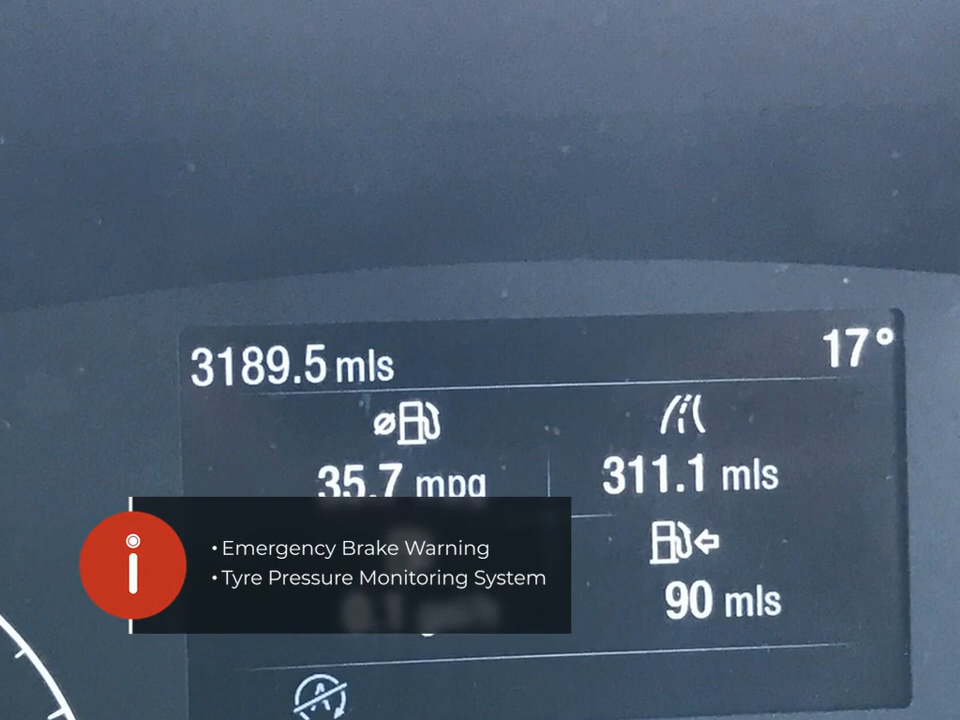 3189.5 mls
17°
35.7 mpg
311.1 mls
• Emergency Brake Warning
• Tyre Pressure Monitoring System
90 mls